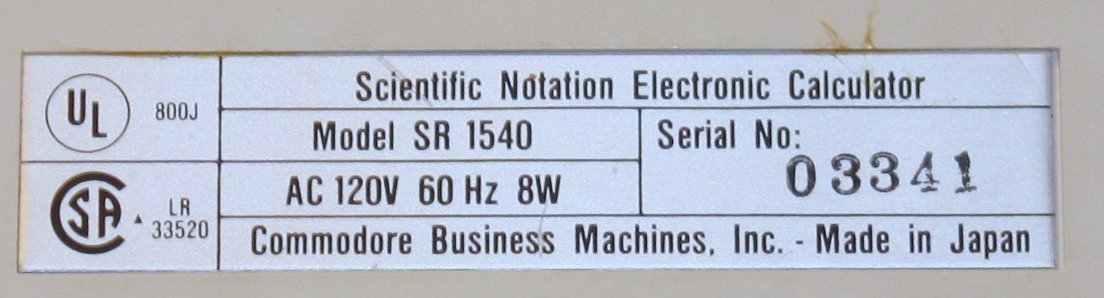 UL 800J
Scientific Notation Electronic Calculator
Model SR 1540
Serial No:
03341
AC 120V 60 Hz 8W
SA LR
33520
Commodore Business Machines, Inc. - Made in Japan